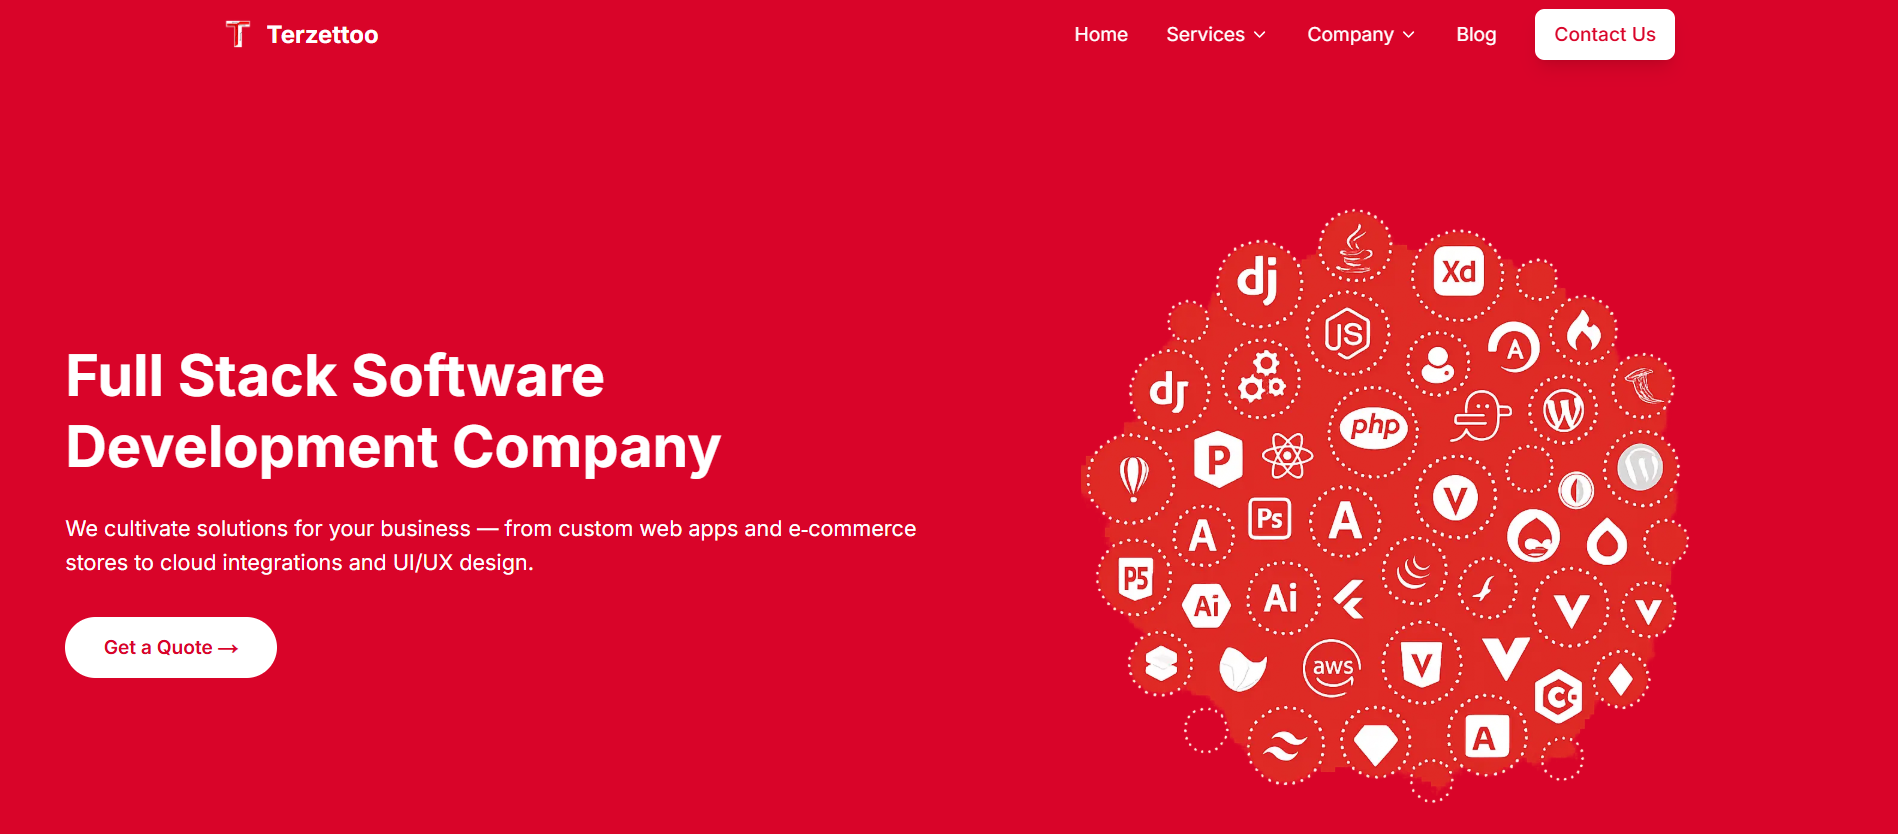 Terzettoo
Home
Services
Company
Blog
Contact Us
Full Stack Software
Development Company
We cultivate solutions for your business — from custom web apps and e-commerce
stores to cloud integrations and UI/UX design.
Get a Quote →
dj
Xd
JS
A
dj
php
W
P
W
Ps
A
A
V
P5
Ai
Ai
V
V
aws
V
V
C
A